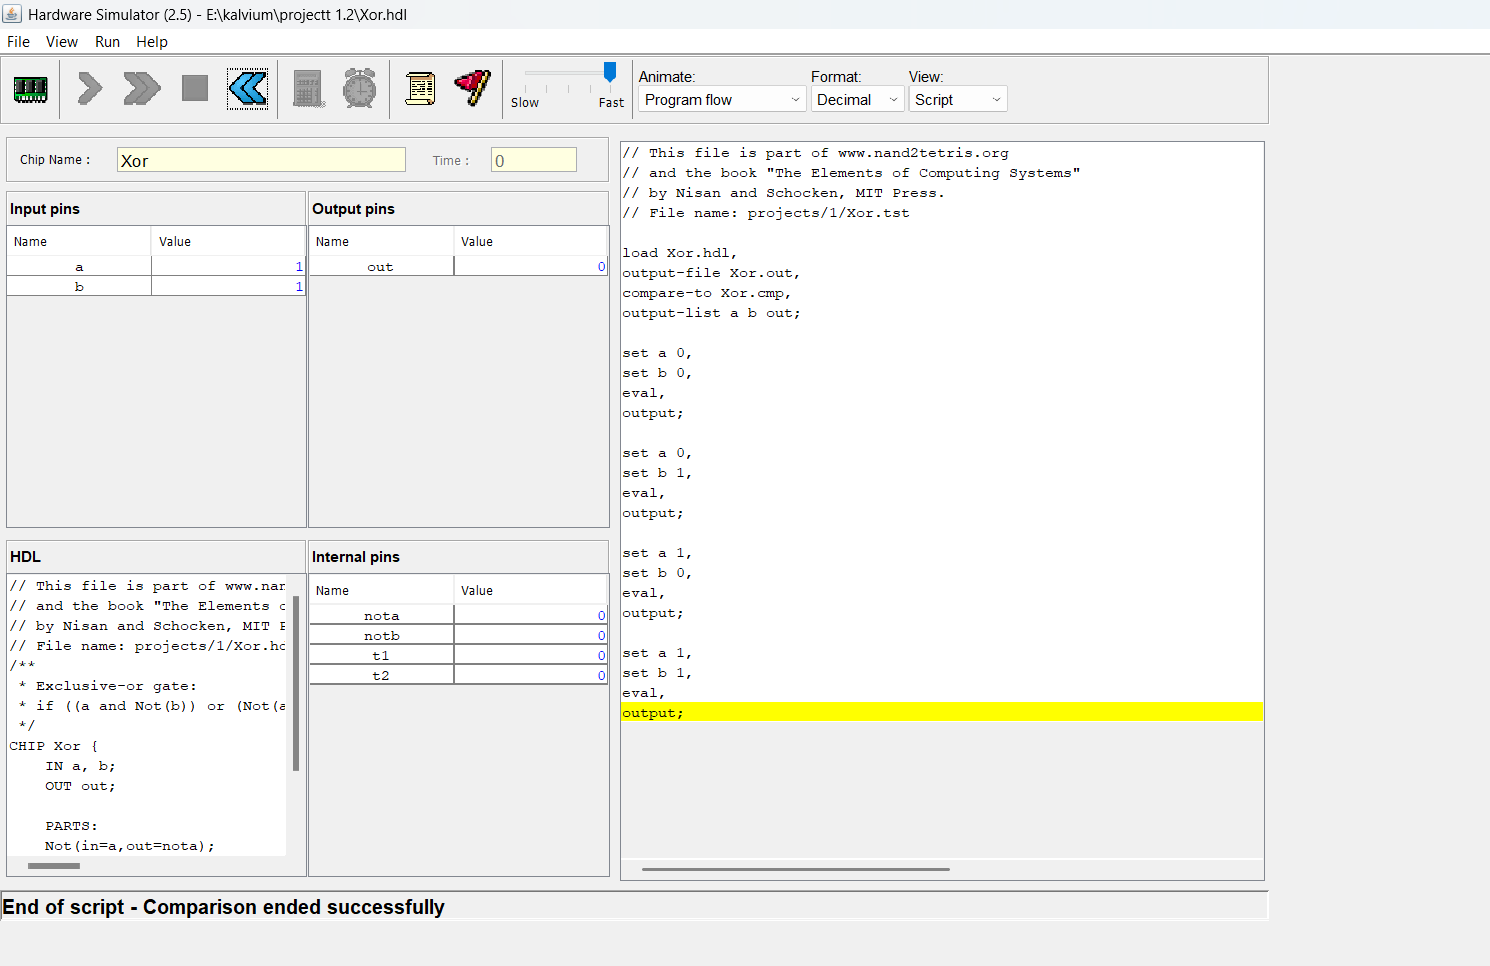 Hardware Simulator (2.5) - E:\kalvium\projectt 1.2\Xor.hdl
File View Run Help
Slow Fast
Animate: Format: View:
Program flow Decimal Script
Chip Name : Xor Time : 0
Input pins
Name Value
a 1
b 1
Output pins
Name Value
out 0
HDL
// This file is part of www.nan
// and the book "The Elements
// by Nisan and Schocken, MIT
// File name: projects/1/Xor.hd
/**
* Exclusive-or gate:
* if ((a and Not(b)) or (Not(a
*/
CHIP Xor {
IN a, b;
OUT out;
PARTS:
Not(in=a,out=nota);
Internal pins
Name Value
nota 0
notb 0
t1 0
t2 0
// This file is part of www.nand2tetris.org
// and the book "The Elements of Computing Systems"
// by Nisan and Schocken, MIT Press.
// File name: projects/1/Xor.tst
load Xor.hdl,
output-file Xor.out,
compare-to Xor.cmp,
output-list a b out;
set a 0,
set b 0,
eval,
output;
set a 0,
set b 1,
eval,
output;
set a 1,
set b 0,
eval,
output;
set a 1,
set b 1,
eval,
output;
End of script - Comparison ended successfully